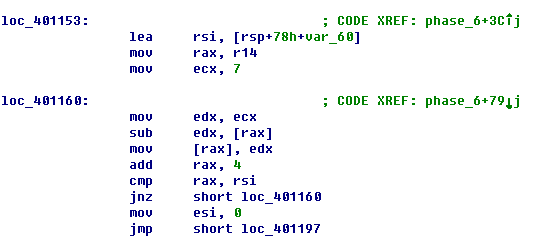 loc_401153: ; CODE XREF: phase_6+3C↑j
lea rsi, [rsp+78h+var_60]
mov rax, r14
mov ecx, 7
loc_401160: ; CODE XREF: phase_6+79↓j
mov edx, ecx
sub edx, [rax]
mov [rax], edx
add rax, 4
cmp rax, rsi
jnz short loc_401160
mov esi, 0
jmp short loc_401197